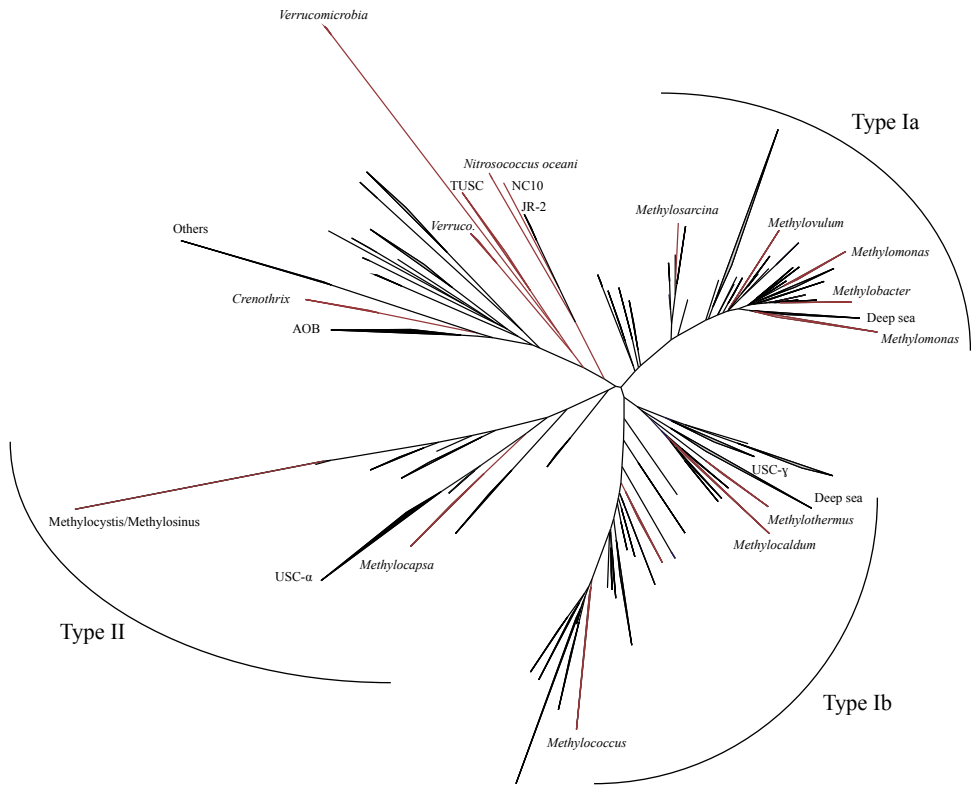 Verrucomicrobia
Type Ia
Nitrosococcus oceani
TUSC
NC10
JR-2
Methylosarcina
Verruco.
Methylovulum
Others
Methylomonas
Crenothrix
Methylobacter
AOB
Deep sea
Methylomonas
USC-ɣ
Deep sea
Methylocystis/Methylosinus
Methylothermus
Methylocaldum
Methylocapsa
USC-α
Type II
Type Ib
Methylococcus